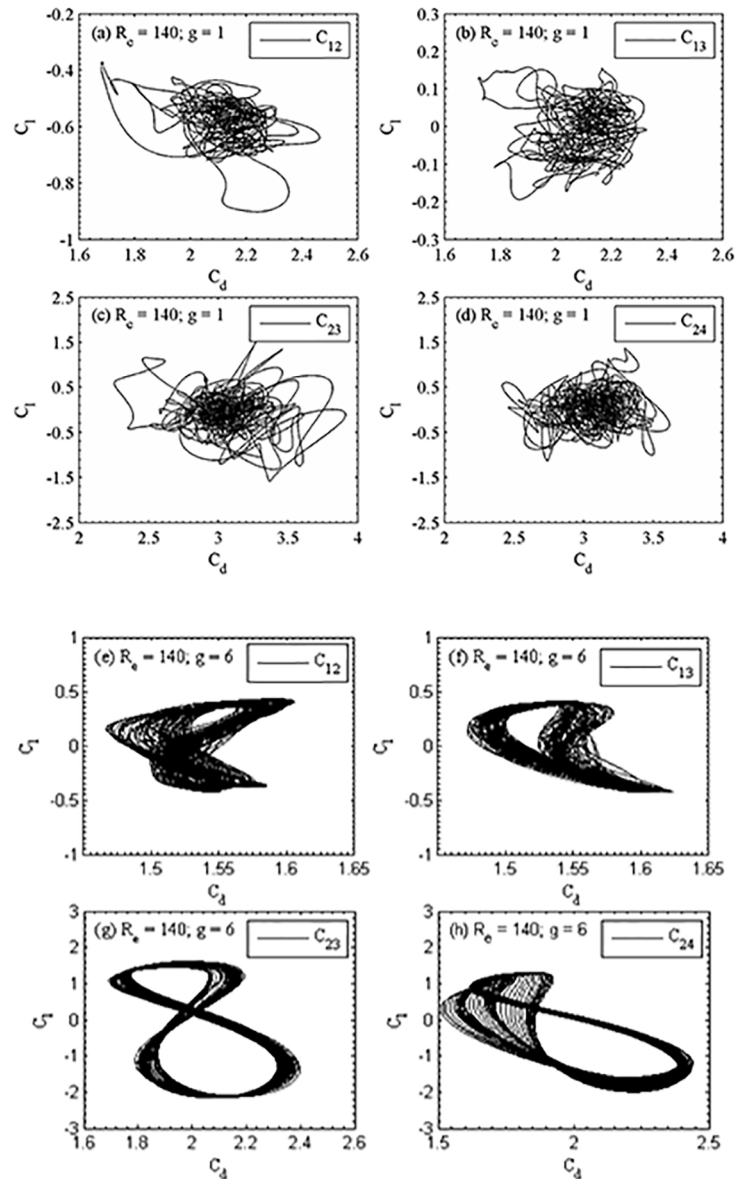 (a) Re = 140; g = 1 C12
(b) Re = 140; g = 1 C13
-0.2 0.3
-0.4 0.2
0.1
-0.6 0
-0.1
-0.8 -0.2
-1 -0.3
1.6 1.8 2 2.2 2.4 2.6 1.6 1.8 2 2.2 2.4 2.6
Cl Cl
Cd Cd
(c) Re = 140; g = 1 C23
(d) Re = 140; g = 1 C24
2.5 2.5
1.5 1.5
0.5 0.5
-0.5 -0.5
-1.5 -1.5
-2.5 -2.5
2 2.5 3 3.5 4 2 2.5 3 3.5 4
Cl Cl
Cd Cd
(e) Re = 140; g = 6 C12
(f) Re = 140; g = 6 C13
1 1
0.5 0.5
0 0
-0.5 -0.5
-1 -1
1.5 1.55 1.6 1.65 1.5 1.55 1.6 1.65
Cl Cl
Cd Cd
(g) Re = 140; g = 6 C23
(h) Re = 140; g = 6 C24
3 3
2 2
1 1
0 0
-1 -1
-2 -2
-3 -3
1.6 1.8 2 2.2 2.4 2.6 1.5 2 2.5
Cl Cl
Cd Cd